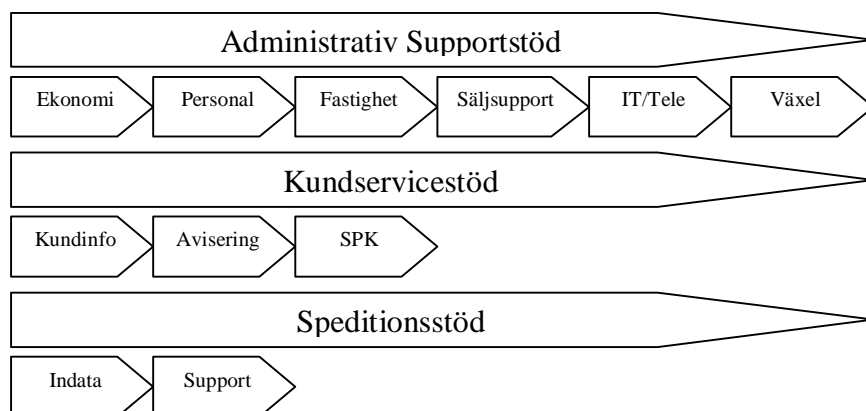 Administrativ Supportstöd
Ekonomi Personal Fastighet Säljsupport IT/Tele Växel
Kundservicestöd
Kundinfo Avisering SPK
Speditionsstöd
Indata Support